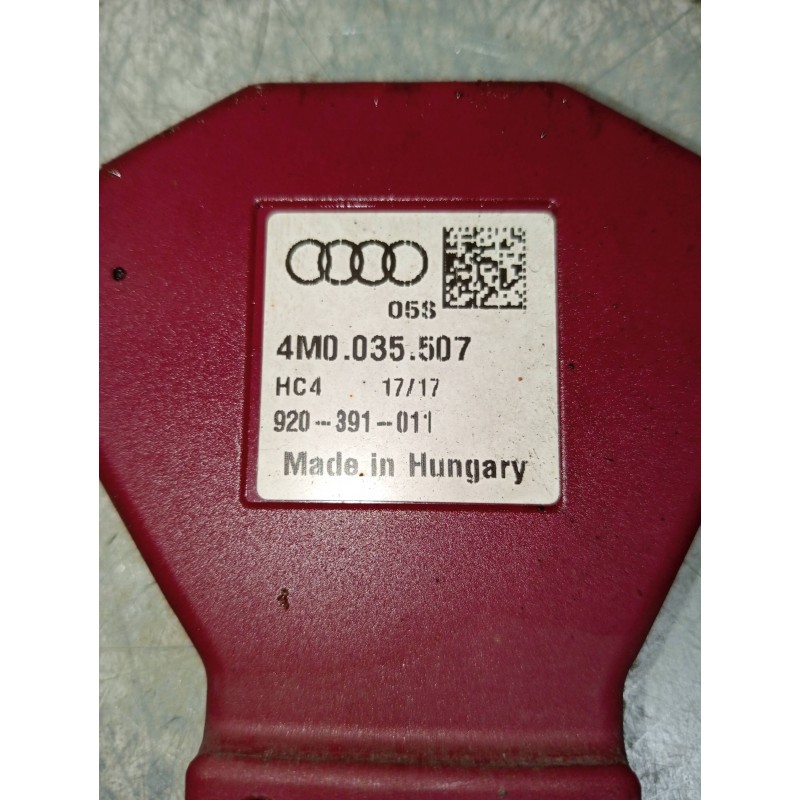 05S
4M0.035.507
HC4 17/17
920-391-011
Made in Hungary